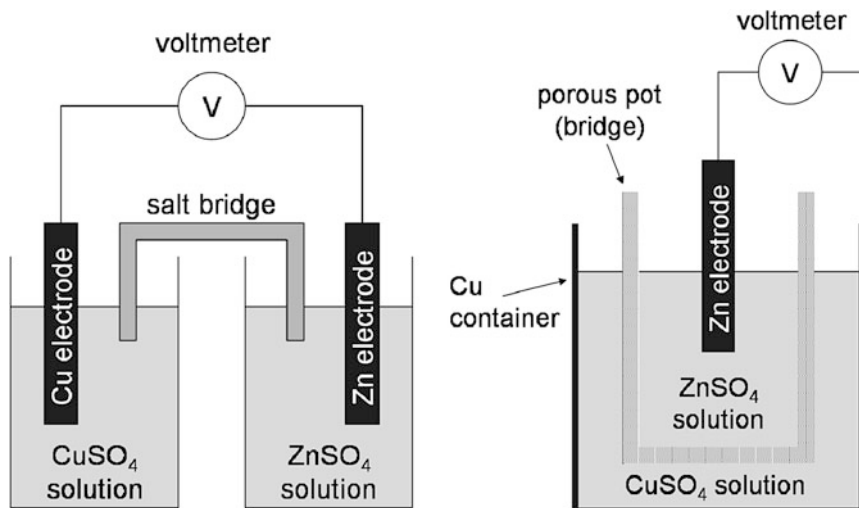 voltmeter
V
salt bridge
Cu electrode
Zn electrode
CuSO₄
solution
ZnSO₄
solution
voltmeter
V
porous pot
(bridge)
Cu
container
Zn electrode
ZnSO₄
solution
CuSO₄ solution